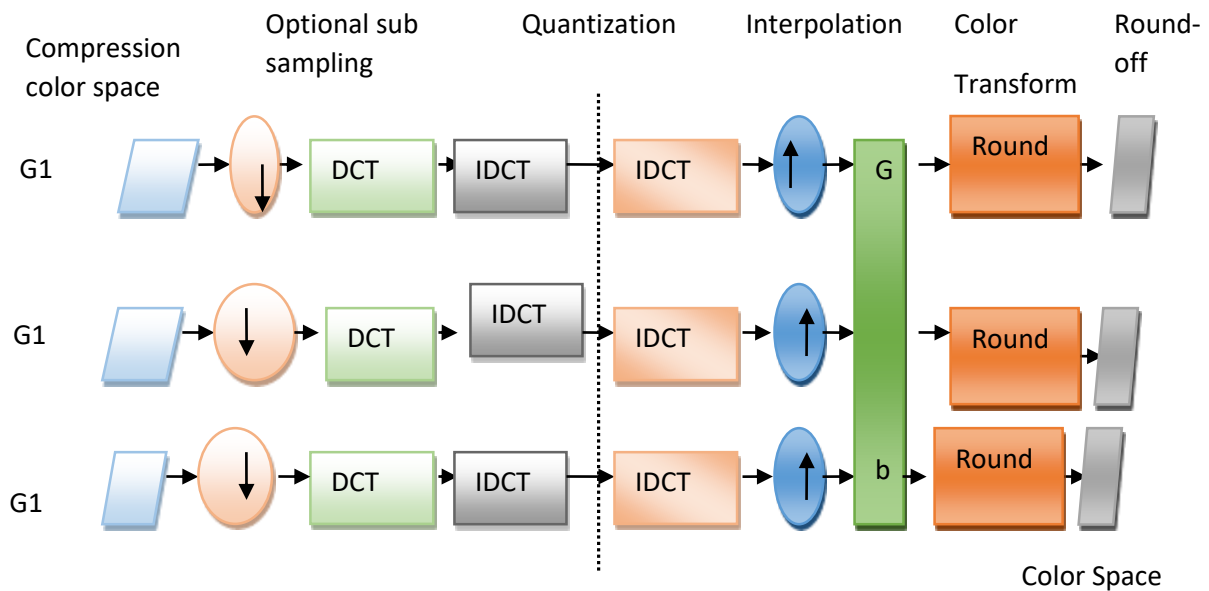 Compression
color space
Optional sub
sampling
Quantization
Interpolation
Color
Transform
Round-
off
G1
DCT
IDCT
IDCT
G
Round
G1
DCT
IDCT
IDCT
Round
G1
DCT
IDCT
IDCT
b
Round
Color Space